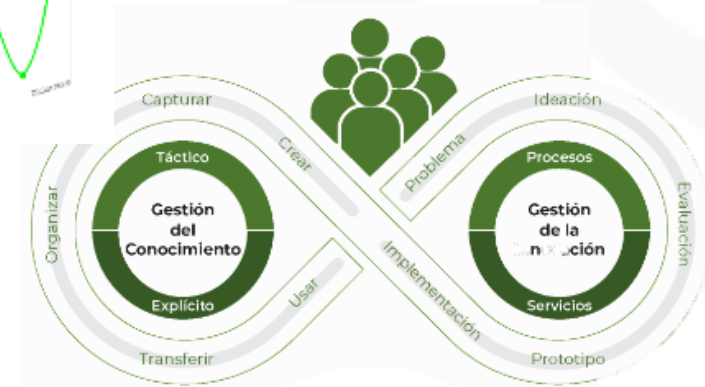 Capturar
Crear
Organizar
Táctico
Gestión
del
Conocimiento
Explícito
Usar
Transferir
Problema
Ideación
Evaluación
Procesos
Gestión
de la
Servicios
Implementación
Prototipo